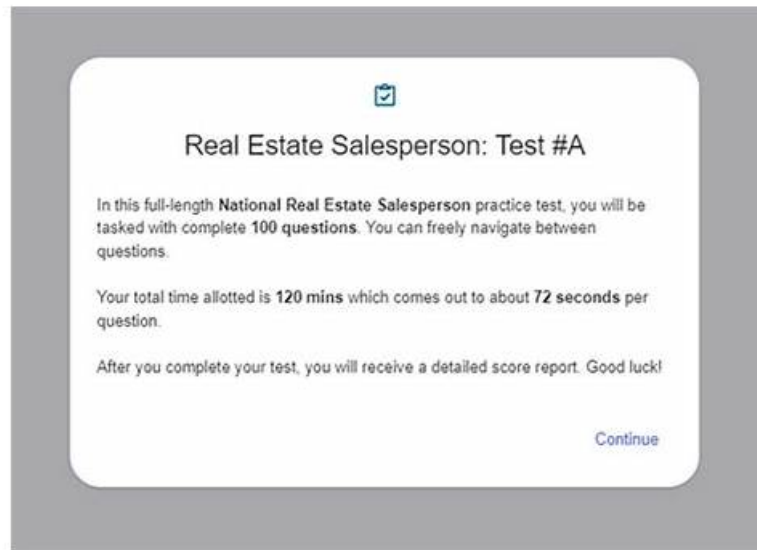 Real Estate Salesperson: Test #A
In this full-length National Real Estate Salesperson practice test, you will be
tasked with complete 100 questions. You can freely navigate between
questions.
Your total time allotted is 120 mins which comes out to about 72 seconds per
question.
After you complete your test, you will receive a detailed score report. Good luck!
Continue